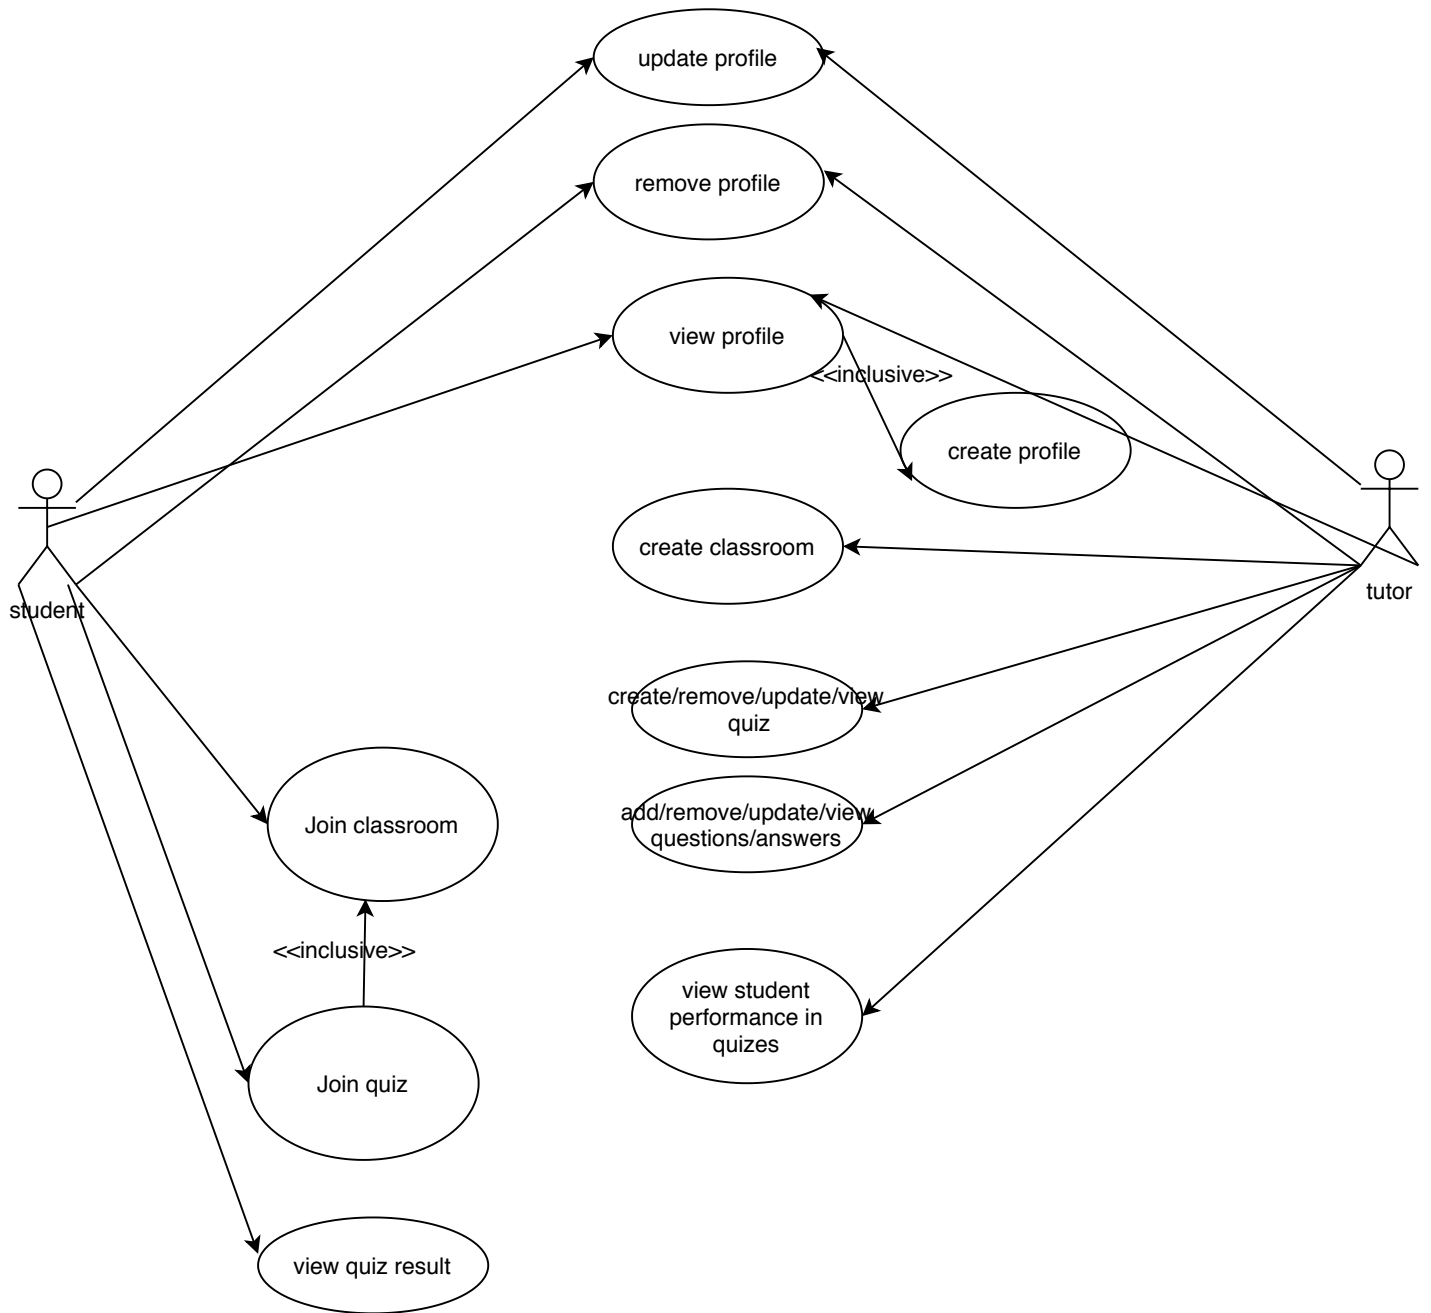 update profile
remove profile
view profile
<<inclusive>>
create profile
create classroom
student
tutor
create/remove/update/view
quiz
add/remove/update/view
questions/answers
Join classroom
<<inclusive>>
view student
performance in
quizes
Join quiz
view quiz result